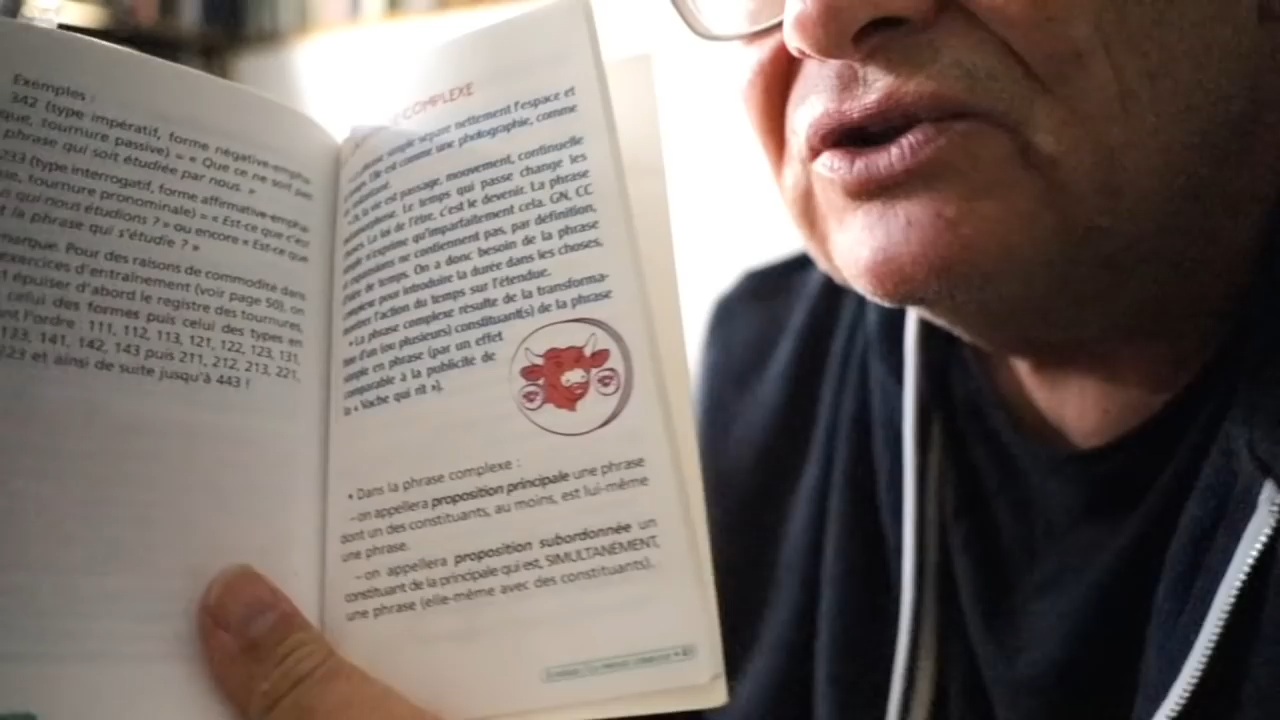 Exemples :
342 (type impératif, forme négative-empha-
que, tournure passive) = « Que ce ne soit pas
phrase qui soit étudiée par nous. »
233 (type interrogatif, forme affirmative-empha-
tournure pronominale) = « Est-ce que c'est
qui nous étudions ? » ou encore « Est-ce que
t la phrase qui s'étudie ? »
marque. Pour des raisons de commodité dans
exercices d'entraînement (voir page 50), on
t épuiser d'abord le registre des tournures,
celui des formes puis celui des types en
ant l'ordre : 111, 112, 113, 121, 122, 123, 131,
133, 141, 142, 143 puis 211, 212, 213, 221,
223 et ainsi de suite jusqu'à 443 !
COMPLEXE
simple sépare nettement l'espace et
Elle est comme une photographie, comme
la vie est passage, mouvement, continuelle
Le temps qui passe change les
La loi de l'être, c'est le devenir. La phrase
simple n'exprime qu'imparfaitement cela. GN, CC
ne contiennent pas, par définition,
de temps. On a donc besoin de la phrase
complexe pour introduire la durée dans les choses,
montrer l'action du temps sur l'étendue.
• La phrase complexe résulte de la transforma-
tion d'un (ou plusieurs) constituant(s) de la phrase
simple en phrase (par un effet
comparable à la publicité de
la « Vache qui rit »).
• Dans la phrase complexe :
– on appellera proposition principale une phrase
dont un des constituants, au moins, est lui-même
une phrase.
– on appellera proposition subordonnée un
constituant de la principale qui est, SIMULTANÉMENT,
une phrase (elle-même avec des constituants).